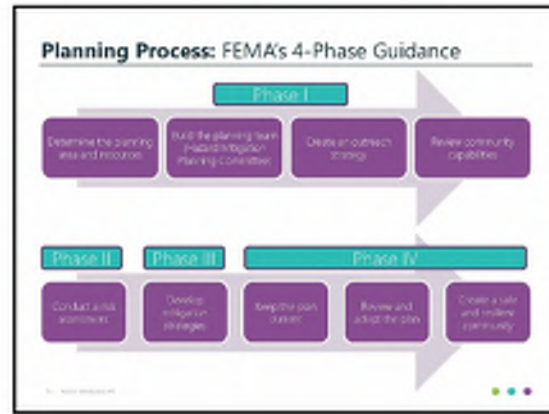 Planning Process: FEMA's 4-Phase Guidance
Phase I
Determine the planning
area and resources
Build the planning team
(Hazard Mitigation
Planning Committee)
Create an outreach
strategy
Review community
capabilities
Phase II
Phase III
Phase IV
Conduct a risk
assessment
Develop
mitigation
strategies
Keep the plan
current
Review and
adopt the plan
Create a safe
and resilient
community